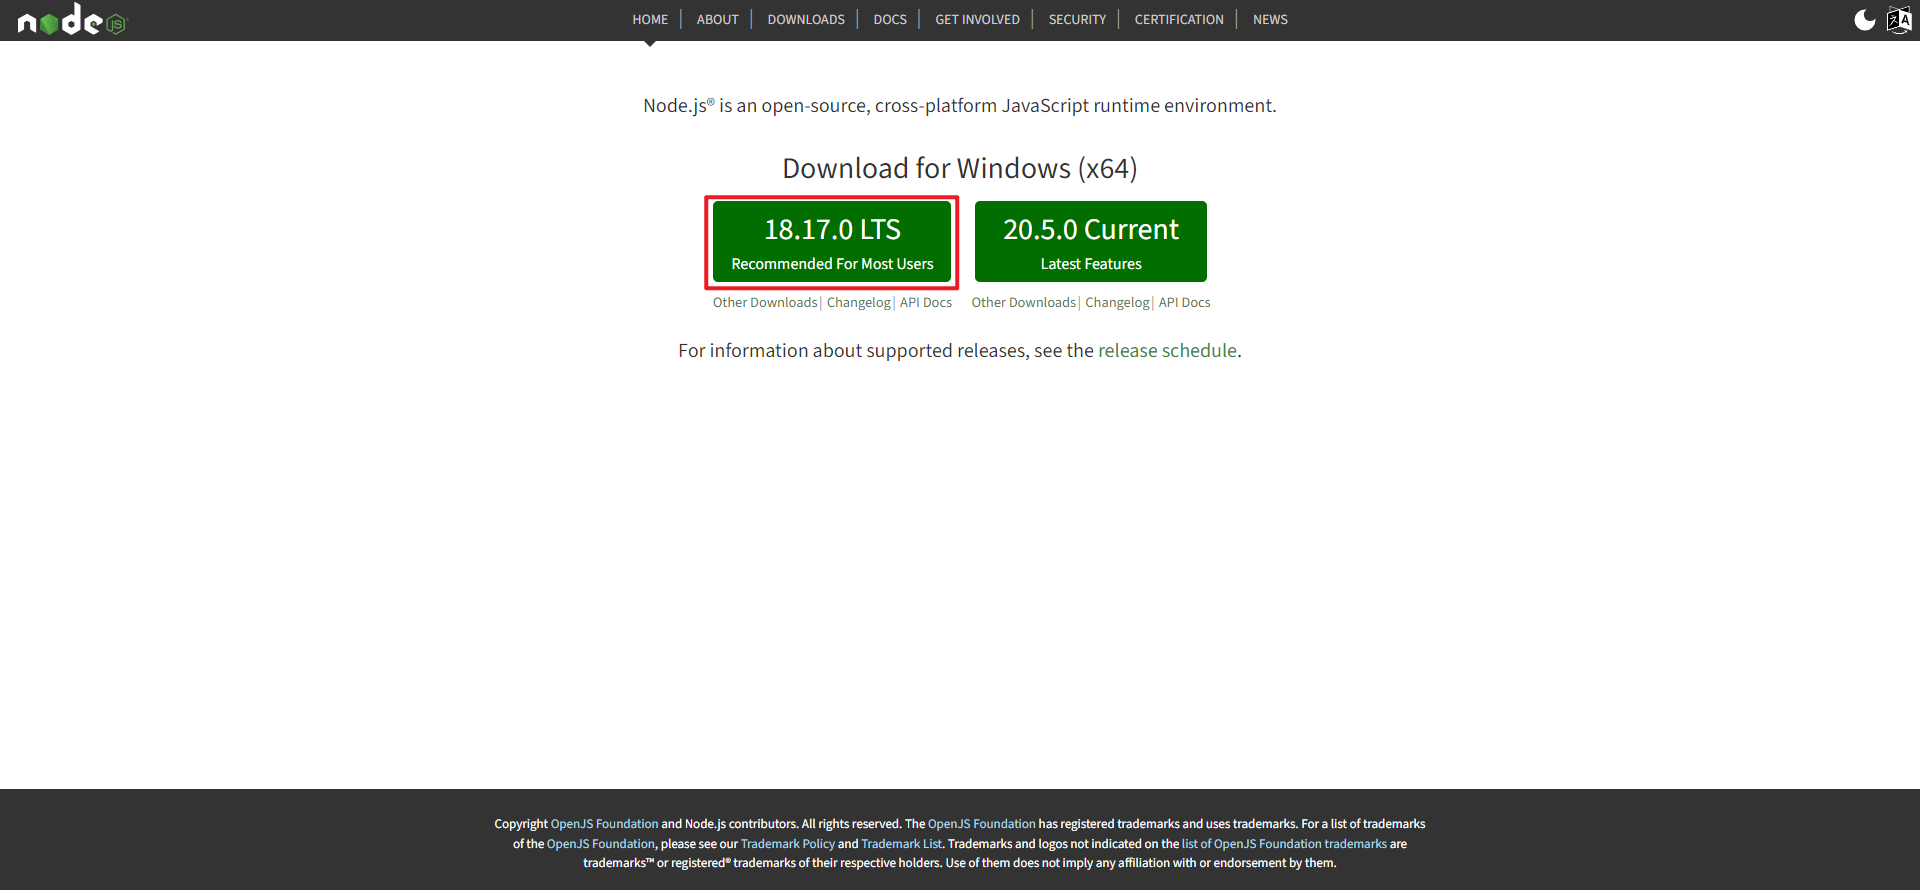 node JS
HOME | ABOUT | DOWNLOADS | DOCS | GET INVOLVED | SECURITY | CERTIFICATION | NEWS
Node.js® is an open-source, cross-platform JavaScript runtime environment.
Download for Windows (x64)
18.17.0 LTS
Recommended For Most Users
20.5.0 Current
Latest Features
Other Downloads | Changelog | API Docs
Other Downloads | Changelog | API Docs
For information about supported releases, see the release schedule.
Copyright OpenJS Foundation and Node.js contributors. All rights reserved. The OpenJS Foundation has registered trademarks and uses trademarks. For a list of trademarks
of the OpenJS Foundation, please see our Trademark Policy and Trademark List. Trademarks and logos not indicated on the list of OpenJS Foundation trademarks are
trademarks™ or registered® trademarks of their respective holders. Use of them does not imply any affiliation with or endorsement by them.